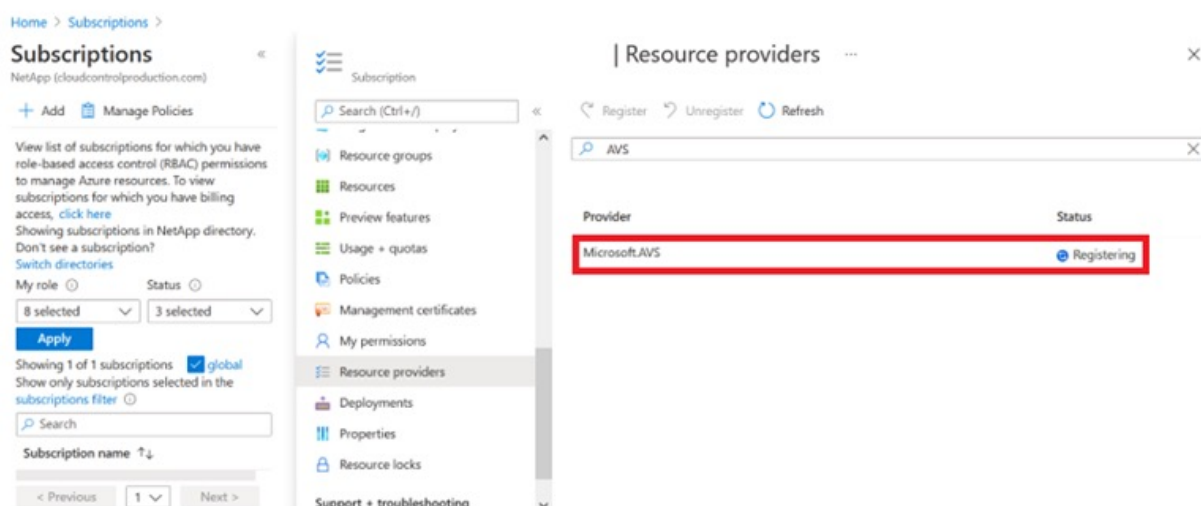 Home > Subscriptions >
Subscriptions
NetApp (cloudcontrolproduction.com)
+ Add Manage Policies
View list of subscriptions for which you have
role-based access control (RBAC) permissions
to manage Azure resources. To view
subscriptions for which you have billing
access, click here
Showing subscriptions in NetApp directory.
Don't see a subscription?
Switch directories
My role Status
8 selected 3 selected
Apply
Showing 1 of 1 subscriptions global
Show only subscriptions selected in the
subscriptions filter
Search
Subscription name ↑↓
< Previous 1 Next >
Subscription
Search (Ctrl+/) «
Resource groups
Resources
Preview features
Usage + quotas
Policies
Management certificates
My permissions
Resource providers
Deployments
Properties
Resource locks
Support + troubleshooting
| Resource providers ...
Register Unregister Refresh
AVS
Provider Status
Microsoft.AVS Registering